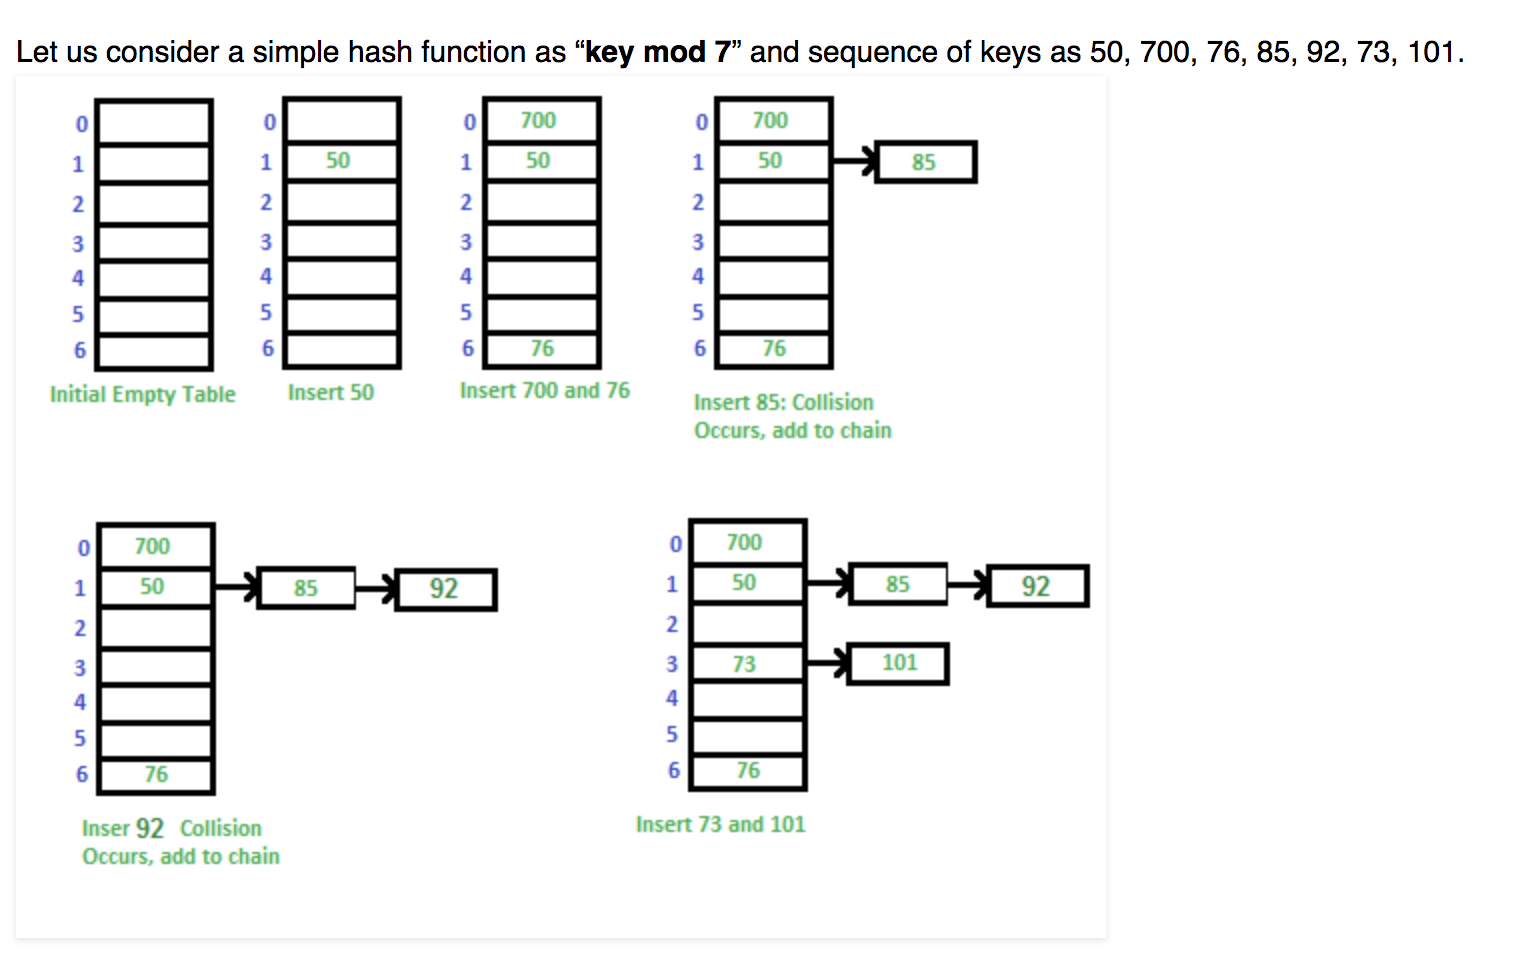 Let us consider a simple hash function as “key mod 7” and sequence of keys as 50, 700, 76, 85, 92, 73, 101.
0
1
2
3
4
5
6
Initial Empty Table
0
1 50
2
3
4
5
6
Insert 50
0 700
1 50
2
3
4
5
6 76
Insert 700 and 76
0 700
1 50 85
2
3
4
5
6 76
Insert 85: Collision
Occurs, add to chain
0 700
1 50 85 92
2
3
4
5
6 76
Inser 92 Collision
Occurs, add to chain
0 700
1 50 85 92
2
3 73 101
4
5
6 76
Insert 73 and 101